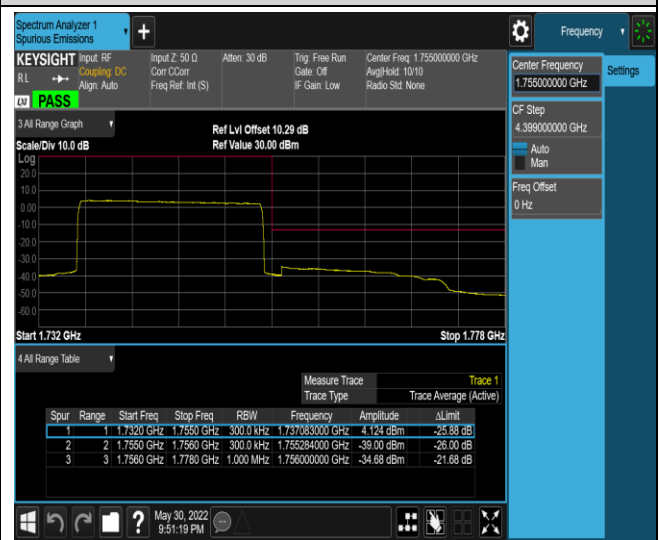 Spectrum Analyzer 1
Spurious Emissions
Frequency
KEYSIGHT Input: RF Input Z: 50 Ω Atten: 30 dB Trig: Free Run Center Freq: 1.755000000 GHz
RL Coupling: DC Corr CCorr Gate: Off Avg|Hold: 10/10
Align: Auto Freq Ref: Int (S) IF Gain: Low Radio Std: None
LXI PASS
Center Frequency
1.755000000 GHz
Settings
CF Step
4.399000000 GHz
Auto
Man
Freq Offset
0 Hz
3 All Range Graph
Ref Lvl Offset 10.29 dB
Scale/Div 10.0 dB Ref Value 30.00 dBm
Log
20.0
10.0
0.00
-10.0
-20.0
-30.0
-40.0
-50.0
-60.0
Start 1.732 GHz Stop 1.778 GHz
4 All Range Table
Measure Trace Trace 1
Trace Type Trace Average (Active)
Spur Range Start Freq Stop Freq RBW Frequency Amplitude ΔLimit
1 1 1.7320 GHz 1.7550 GHz 300.0 kHz 1.737083000 GHz 4.124 dBm -25.88 dB
2 2 1.7550 GHz 1.7560 GHz 300.0 kHz 1.755284000 GHz -39.00 dBm -26.00 dB
3 3 1.7560 GHz 1.7780 GHz 1.000 MHz 1.756000000 GHz -34.68 dBm -21.68 dB
May 30, 2022
9:51:19 PM